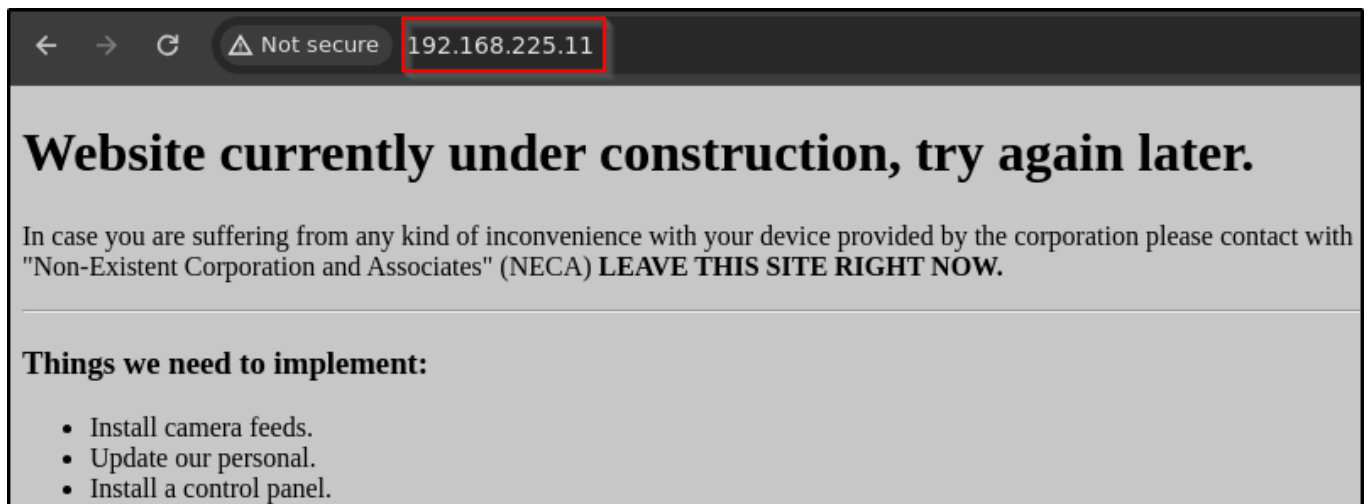 Not secure 192.168.225.11
Website currently under construction, try again later.
In case you are suffering from any kind of inconvenience with your device provided by the corporation please contact with
"Non-Existent Corporation and Associates" (NECA) LEAVE THIS SITE RIGHT NOW.
Things we need to implement:
• Install camera feeds.
• Update our personal.
• Install a control panel.